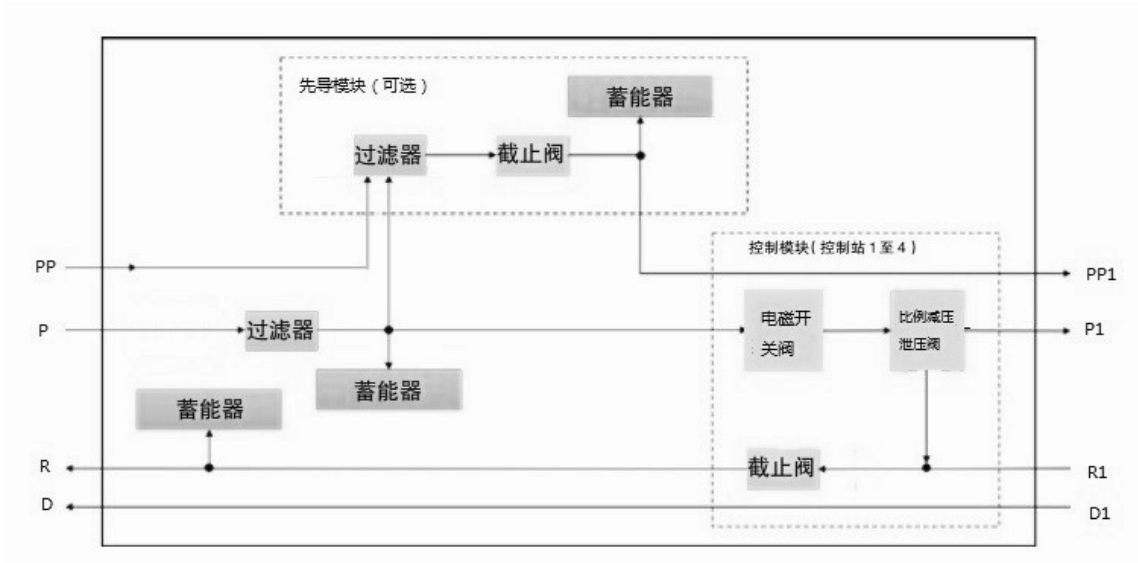 先导模块（可选）
蓄能器
过滤器
截止阀
控制模块（控制站1至4）
PP
PP1
电磁开
关阀
比例减压
泄压阀
P
过滤器
P1
蓄能器
蓄能器
R
截止阀
R1
D
D1